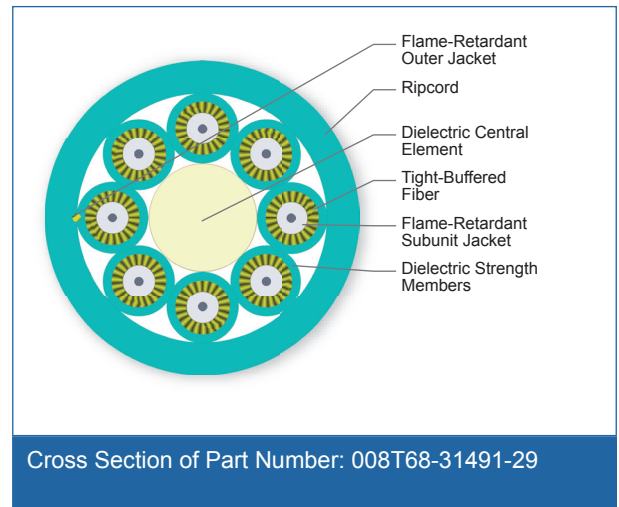 Flame-Retardant
Outer Jacket
Ripcord
Dielectric Central
Element
Tight-Buffered
Fiber
Flame-Retardant
Subunit Jacket
Dielectric Strength
Members
Cross Section of Part Number: 008T68-31491-29